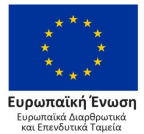 Ευρωπαϊκή Ένωση
Ευρωπαϊκά Διαρθρωτικά
και Επενδυτικά Ταμεία